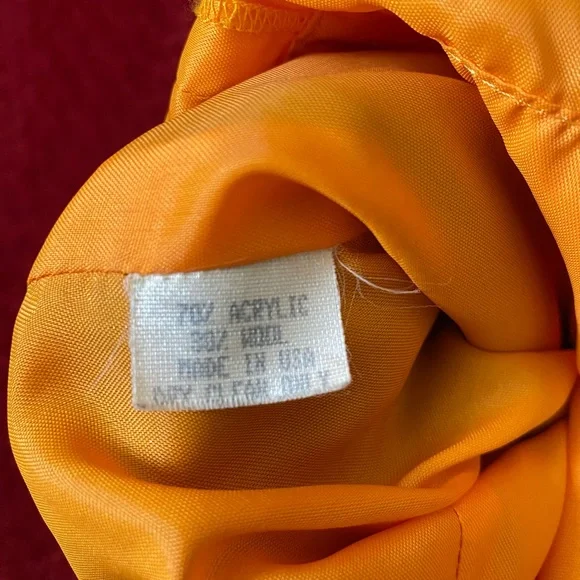 70% ACRYLIC
30% WOOL
MADE IN USA
DRY CLEAN ONLY